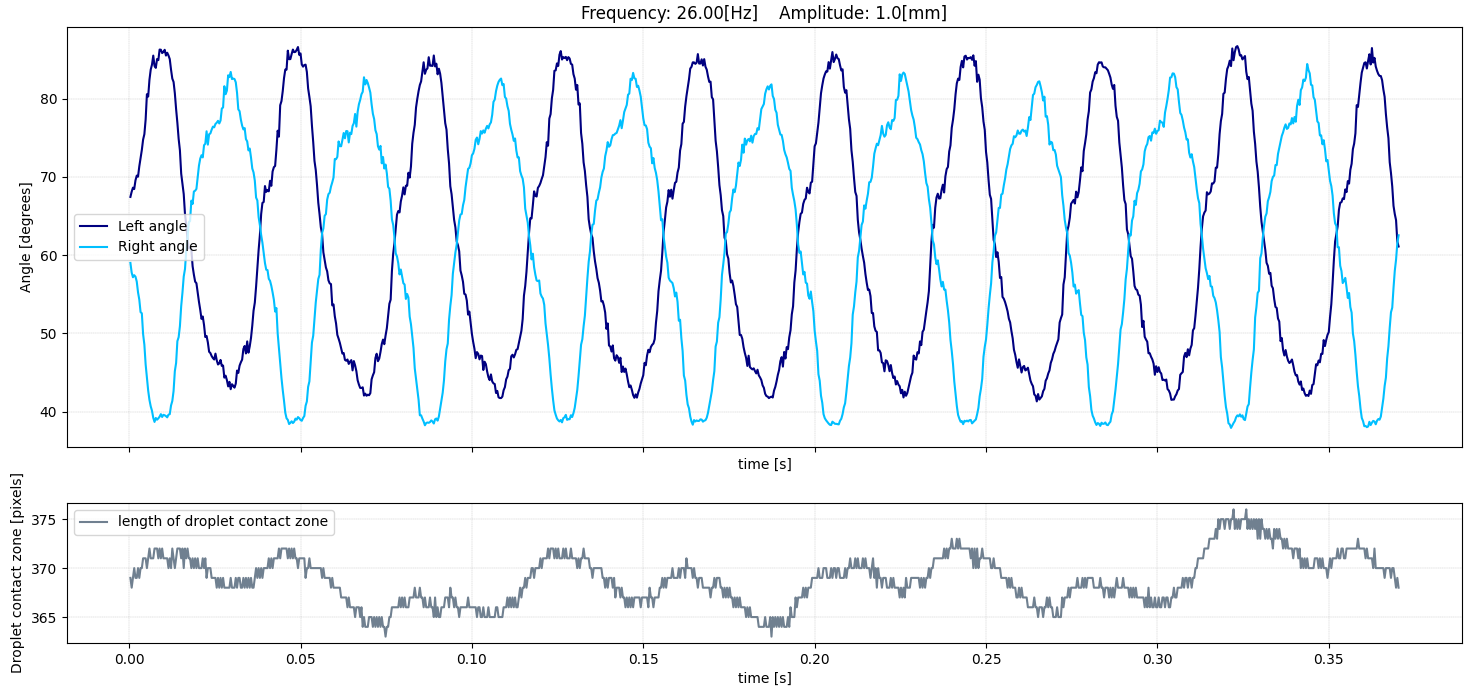 Frequency: 26.00[Hz]    Amplitude: 1.0[mm]
Angle [degrees]
80
70
60
50
40
Left angle
Right angle
time [s]
Droplet contact zone [pixels]
375
370
365
length of droplet contact zone
0.00 0.05 0.10 0.15 0.20 0.25 0.30 0.35
time [s]